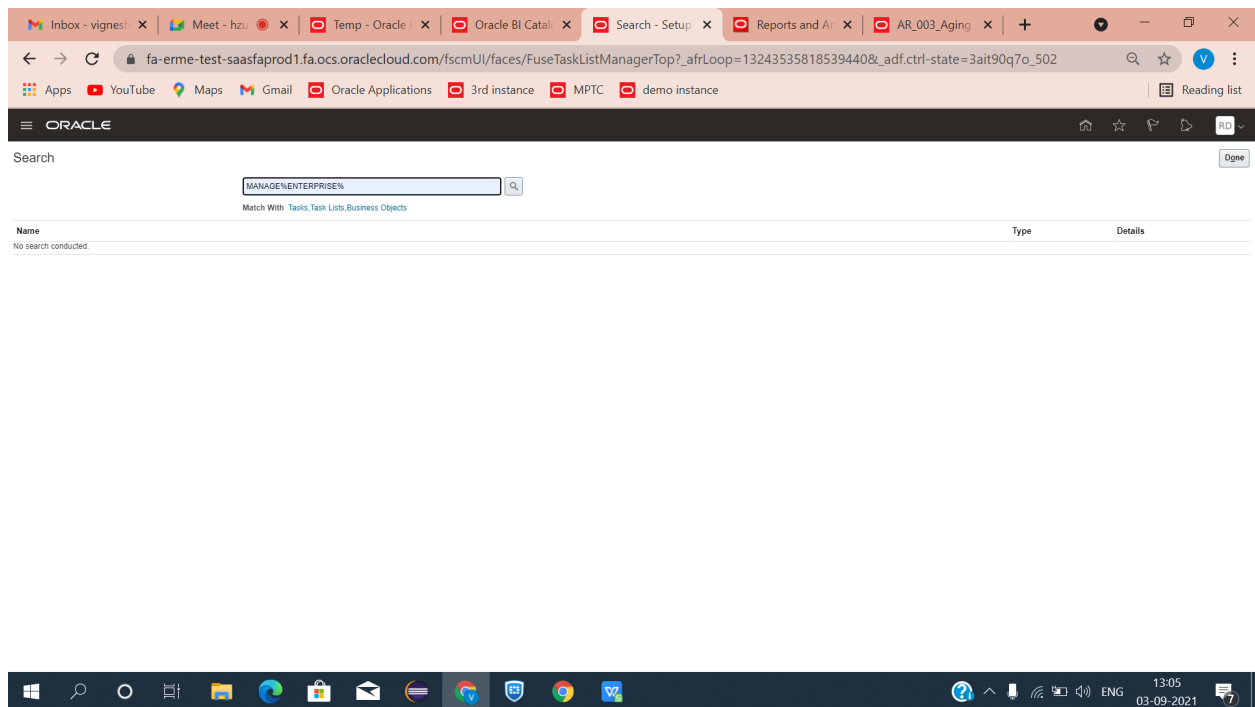 Inbox - vignesh
Meet - hzu
Temp - Oracle
Oracle BI Catalo
Search - Setup
Reports and An
AR_003_Aging
fa-erme-test-saasfaprod1.fa.ocs.oraclecloud.com/fscmUI/faces/FuseTaskListManagerTop?_afrLoop=13243535818539440&_adf.ctrl-state=3ait90q7o_502
V
Apps YouTube Maps Gmail Oracle Applications 3rd instance MPTC demo instance Reading list
ORACLE RD
Search Done
MANAGE%ENTERPRISE%
Match With Tasks,Task Lists,Business Objects
Name Type Details
No search conducted.
ENG 13:05
03-09-2021 7